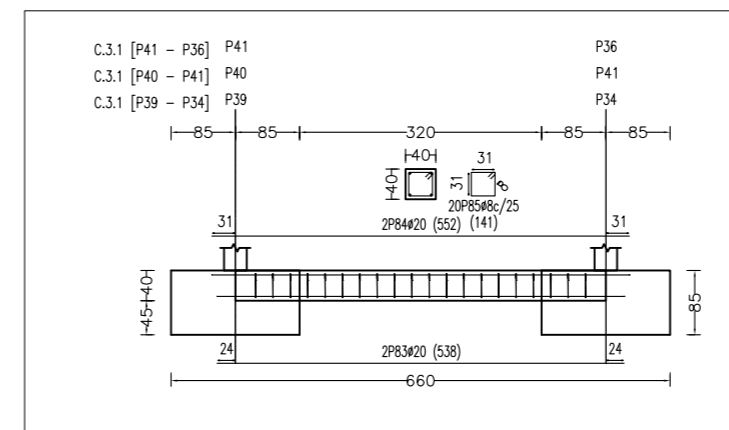 C.3.1 [P41 - P36] P41 P36
C.3.1 [P40 - P41] P40 P41
C.3.1 [P39 - P34] P39 P34
85 85 320 85 85
40 31
40 31 8
20P85ø8c/25
31 2P84ø20 (552) (141) 31
40 45 85
24 2P83ø20 (538) 24
660